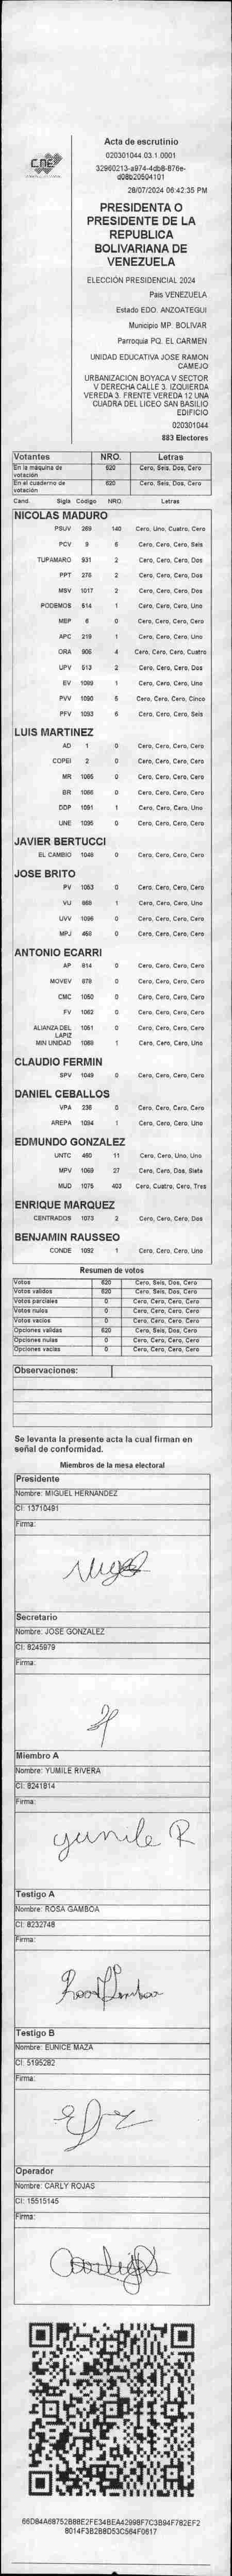 CNE
Acta de escrutinio
020301044.03.1.0001
32960213-a974-4db8-876e-
d08b20504101
28/07/2024 06:42:35 PM
PRESIDENTA O
PRESIDENTE DE LA
REPUBLICA
BOLIVARIANA DE
VENEZUELA
ELECCIÓN PRESIDENCIAL 2024
Pais VENEZUELA
Estado EDO. ANZOATEGUI
Municipio MP. BOLIVAR
Parroquia PQ. EL CARMEN
UNIDAD EDUCATIVA JOSE RAMON
CAMEJO
URBANIZACION BOYACA V SECTOR
V DERECHA CALLE 3. IZQUIERDA
VEREDA 3. FRENTE VEREDA 12 UNA
CUADRA DEL LICEO SAN BASILIO
EDIFICIO
020301044
883 Electores
Votantes NRO. Letras
En la máquina de votación 620 Cero, Seis, Dos, Cero
En el cuaderno de votación 620 Cero, Seis, Dos, Cero
Cand. Sigla Código NRO. Letras
NICOLAS MADURO
PSUV 269 140 Cero, Uno, Cuatro, Cero
PCV 9 6 Cero, Cero, Cero, Seis
TUPAMARO 931 2 Cero, Cero, Cero, Dos
PPT 276 2 Cero, Cero, Cero, Dos
MSV 1017 2 Cero, Cero, Cero, Dos
PODEMOS 514 1 Cero, Cero, Cero, Uno
MEP 6 0 Cero, Cero, Cero, Cero
APC 219 1 Cero, Cero, Cero, Uno
ORA 906 4 Cero, Cero, Cero, Cuatro
UPV 513 2 Cero, Cero, Cero, Dos
EV 1089 1 Cero, Cero, Cero, Uno
PVV 1090 5 Cero, Cero, Cero, Cinco
PFV 1093 6 Cero, Cero, Cero, Seis
LUIS MARTINEZ
AD 1 0 Cero, Cero, Cero, Cero
COPEI 2 0 Cero, Cero, Cero, Cero
MR 1065 0 Cero, Cero, Cero, Cero
BR 1066 0 Cero, Cero, Cero, Cero
DDP 1091 1 Cero, Cero, Cero, Uno
UNE 1095 0 Cero, Cero, Cero, Cero
JAVIER BERTUCCI
EL CAMBIO 1046 0 Cero, Cero, Cero, Cero
JOSE BRITO
PV 1053 0 Cero, Cero, Cero, Cero
VU 860 1 Cero, Cero, Cero, Uno
UVV 1096 0 Cero, Cero, Cero, Cero
MPJ 450 0 Cero, Cero, Cero, Cero
ANTONIO ECARRI
AP 814 0 Cero, Cero, Cero, Cero
MOVEV 878 0 Cero, Cero, Cero, Cero
CMC 1050 0 Cero, Cero, Cero, Cero
FV 1062 0 Cero, Cero, Cero, Cero
ALIANZA DEL LAPIZ 1061 0 Cero, Cero, Cero, Cero
MIN UNIDAD 1088 1 Cero, Cero, Cero, Uno
CLAUDIO FERMIN
SPV 1049 0 Cero, Cero, Cero, Cero
DANIEL CEBALLOS
VPA 238 0 Cero, Cero, Cero, Cero
AREPA 1094 1 Cero, Cero, Cero, Uno
EDMUNDO GONZALEZ
UNTC 460 11 Cero, Cero, Uno, Uno
MPV 1069 27 Cero, Cero, Dos, Siete
MUD 1075 403 Cero, Cuatro, Cero, Tres
ENRIQUE MARQUEZ
CENTRADOS 1073 2 Cero, Cero, Cero, Dos
BENJAMIN RAUSSEO
CONDE 1092 1 Cero, Cero, Cero, Uno
Resumen de votos
Votos 620 Cero, Seis, Dos, Cero
Votos validos 620 Cero, Seis, Dos, Cero
Votos parciales 0 Cero, Cero, Cero, Cero
Votos nulos 0 Cero, Cero, Cero, Cero
Votos vacios 0 Cero, Cero, Cero, Cero
Opciones validas 620 Cero, Seis, Dos, Cero
Opciones nulas 0 Cero, Cero, Cero, Cero
Opciones vacias 0 Cero, Cero, Cero, Cero
Observaciones:
Se levanta la presente acta la cual firman en
señal de conformidad.
Miembros de la mesa electoral
Presidente
Nombre: MIGUEL HERNANDEZ
CI: 13710491
Firma:
Secretario
Nombre: JOSE GONZALEZ
CI: 8245979
Firma:
Miembro A
Nombre: YUMILE RIVERA
CI: 8241814
Firma:
yumile R
Testigo A
Nombre: ROSA GAMBOA
CI: 8232748
Firma:
Testigo B
Nombre: EUNICE MAZA
CI: 5195282
Firma:
Operador
Nombre: CARLY ROJAS
CI: 15515145
Firma:
66D84A68752B88E2FE34BEA42998F7C3B94F782EF2
8014F3B2B8D53C564F0617